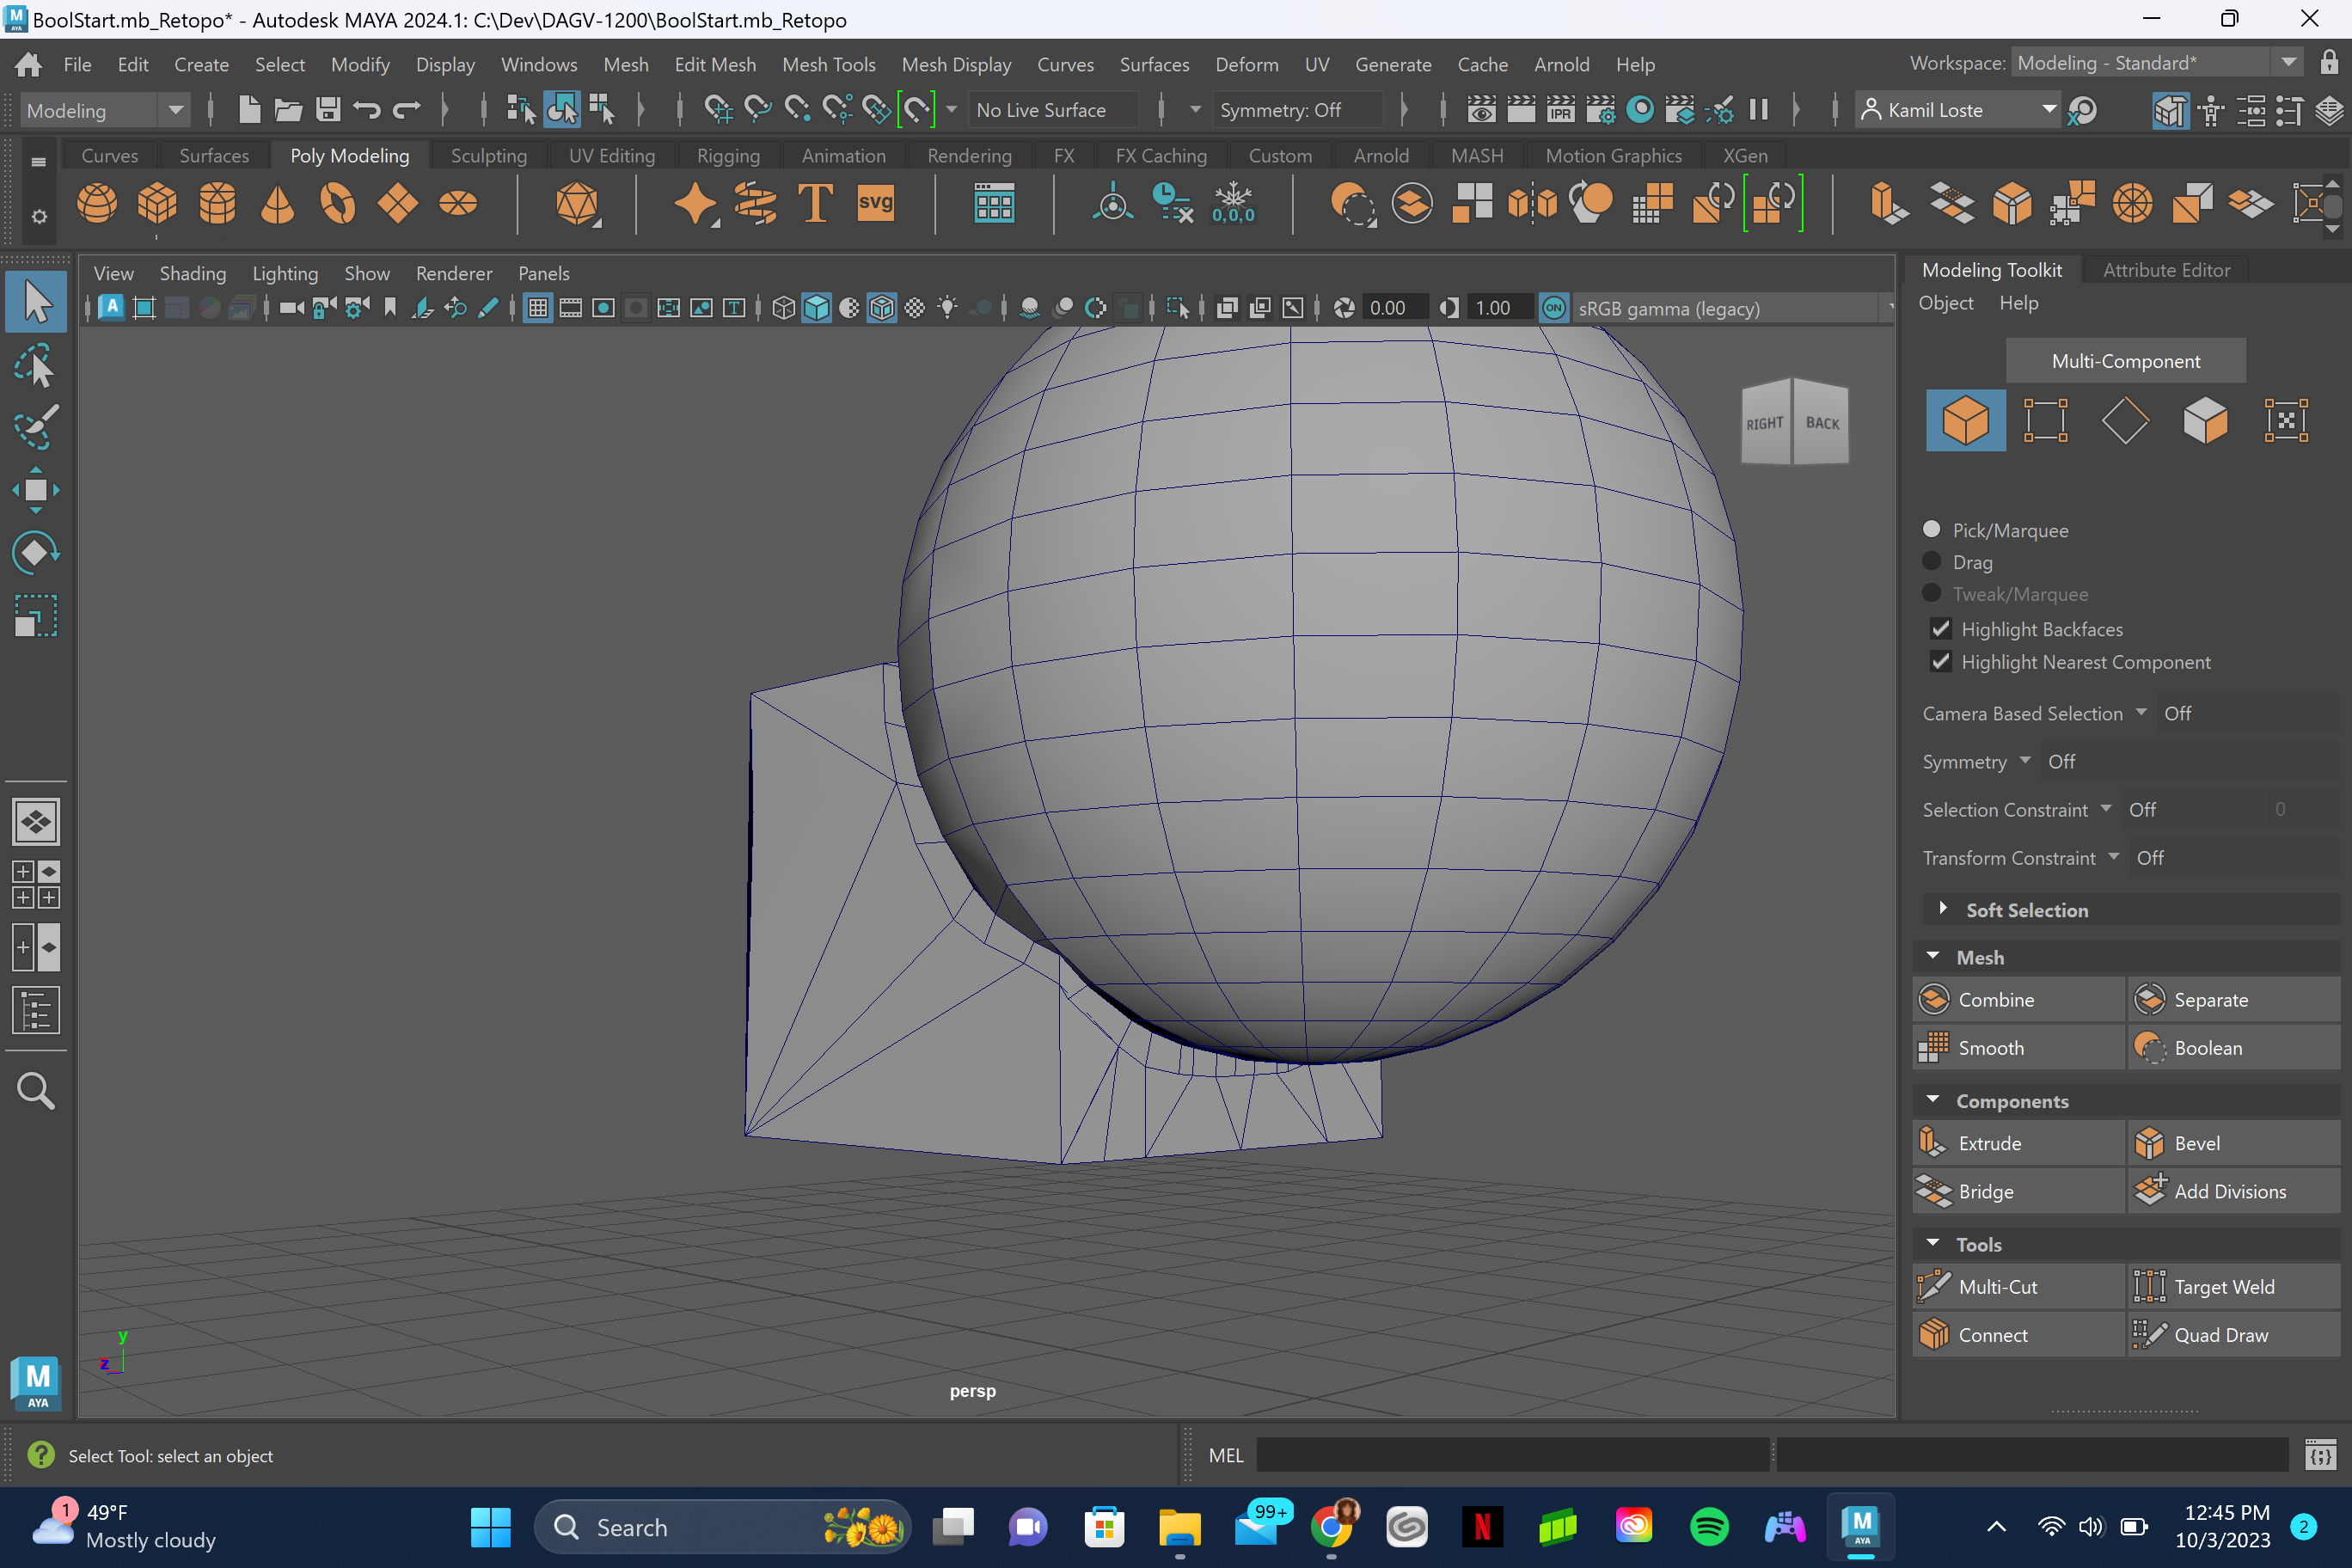 BoolStart.mb_Retopo* - Autodesk MAYA 2024.1: C:\Dev\DAGV-1200\BoolStart.mb_Retopo
File Edit Create Select Modify Display Windows Mesh Edit Mesh Mesh Tools Mesh Display Curves Surfaces Deform UV Generate Cache Arnold Help
Workspace: Modeling - Standard*
Modeling
No Live Surface
Symmetry: Off
IPR
Kamil Loste
Curves Surfaces Poly Modeling Sculpting UV Editing Rigging Animation Rendering FX FX Caching Custom Arnold MASH Motion Graphics XGen
T
svg
0,0,0
View Shading Lighting Show Renderer Panels
A
T
0.00
1.00
ON
sRGB gamma (legacy)
RIGHT
BACK
y
z
persp
Modeling Toolkit
Attribute Editor
Object Help
Multi-Component
Pick/Marquee
Drag
Tweak/Marquee
Highlight Backfaces
Highlight Nearest Component
Camera Based Selection Off
Symmetry Off
Selection Constraint Off 0
Transform Constraint Off
Soft Selection
Mesh
Combine Separate
Smooth Boolean
Components
Extrude Bevel
Bridge Add Divisions
Tools
Multi-Cut Target Weld
Connect Quad Draw
M
AYA
Select Tool: select an object
MEL
1
49°F
Mostly cloudy
Search
99+
N
M
AYA
12:45 PM
10/3/2023
2